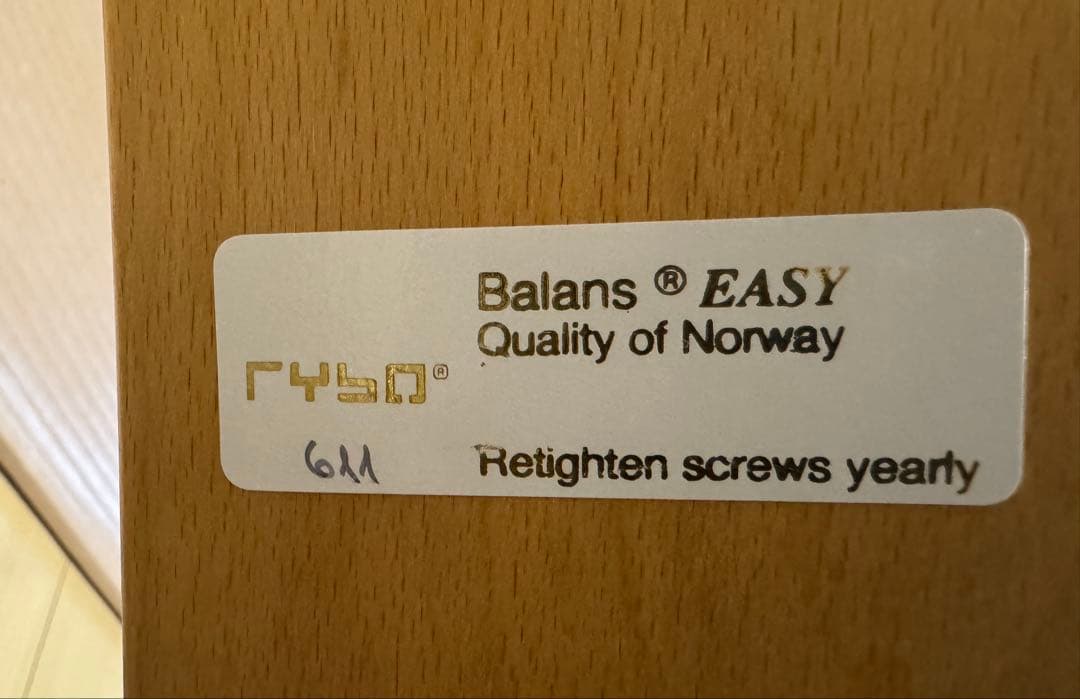 Balans ® EASY
Quality of Norway
rybo ®
611
Retighten screws yearly